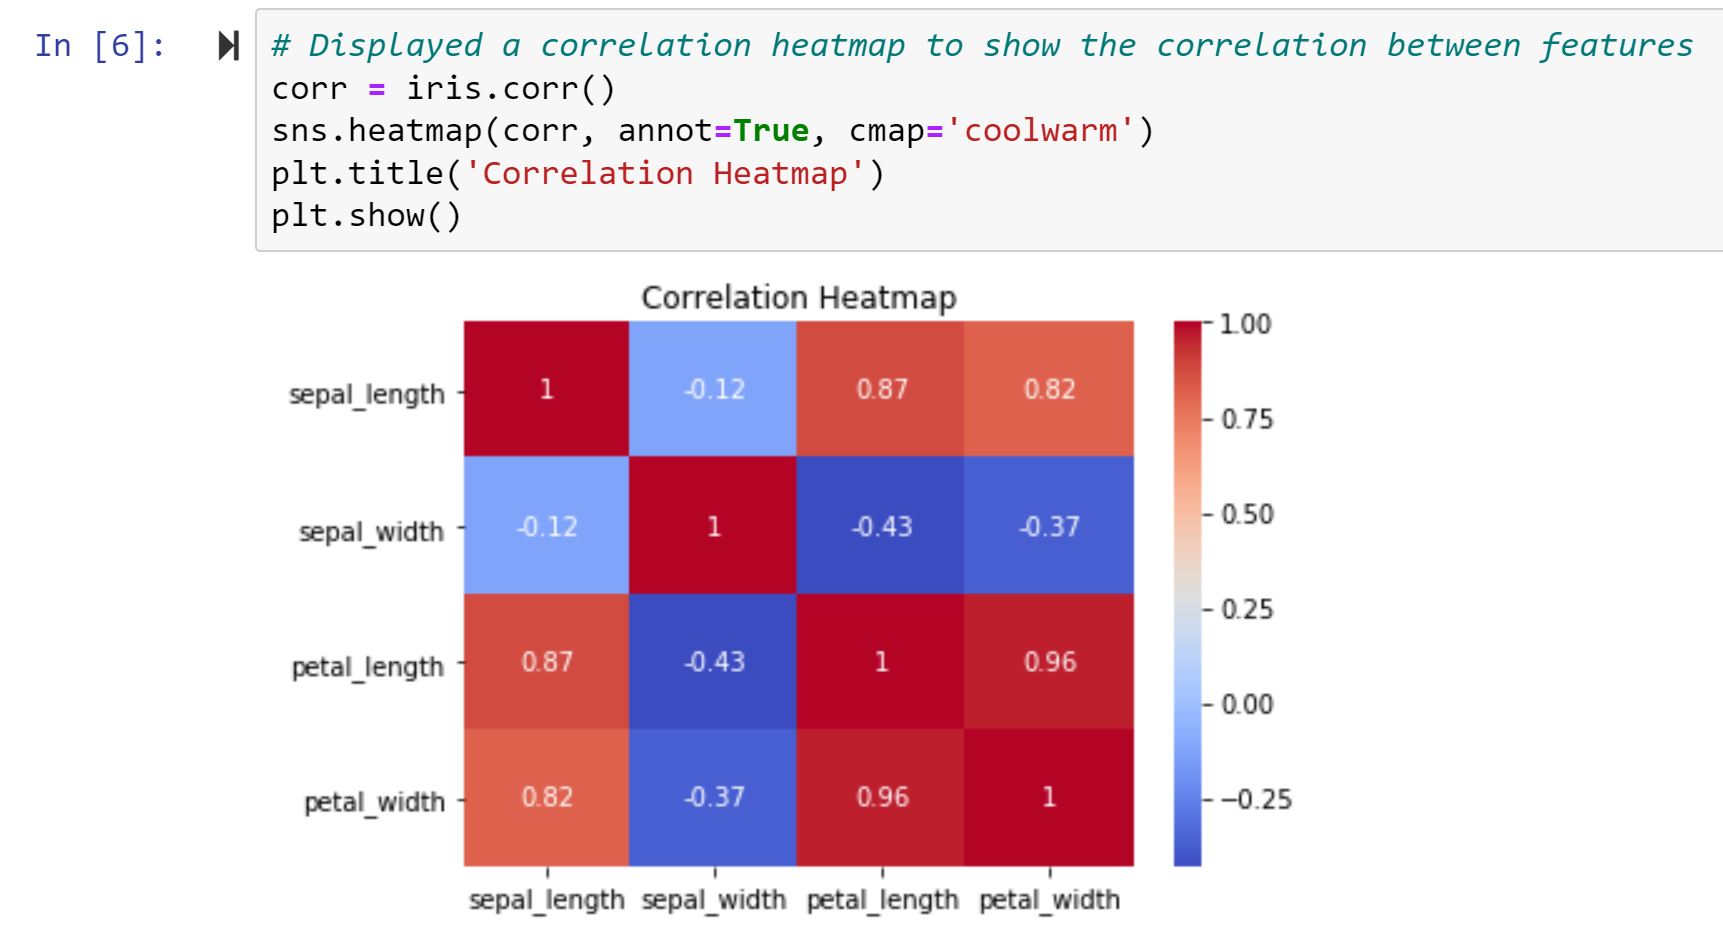 In [6]:
# Displayed a correlation heatmap to show the correlation between features
corr = iris.corr()
sns.heatmap(corr, annot=True, cmap='coolwarm')
plt.title('Correlation Heatmap')
plt.show()
Correlation Heatmap
sepal_length 1 -0.12 0.87 0.82
sepal_width -0.12 1 -0.43 -0.37
petal_length 0.87 -0.43 1 0.96
petal_width 0.82 -0.37 0.96 1
sepal_length sepal_width petal_length petal_width
1.00
0.75
0.50
0.25
0.00
−0.25